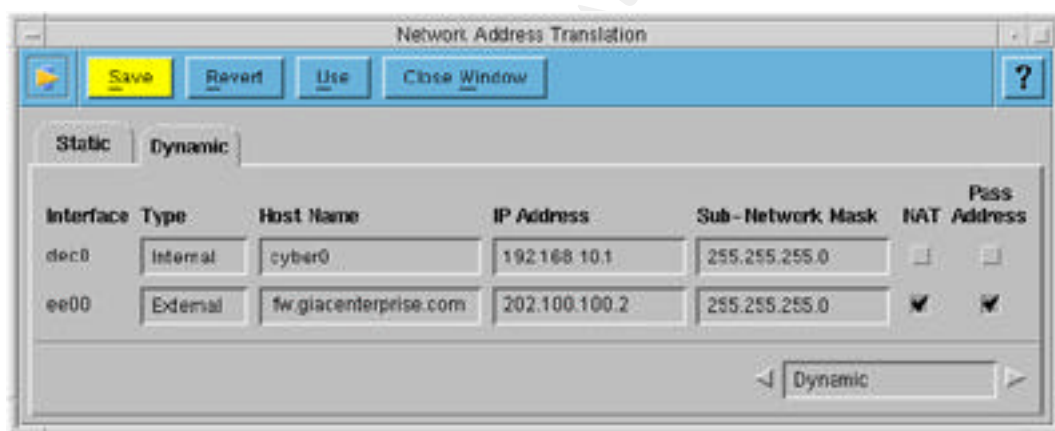 Network Address Translation
Save Revert Use Close Window ?
Static Dynamic
Interface Type Host Name IP Address Sub-Network Mask NAT Pass Address
dec0 Internal cyber0 192.168.10.1 255.255.255.0
ee00 External fw.giacenterprise.com 202.100.100.2 255.255.255.0
Dynamic